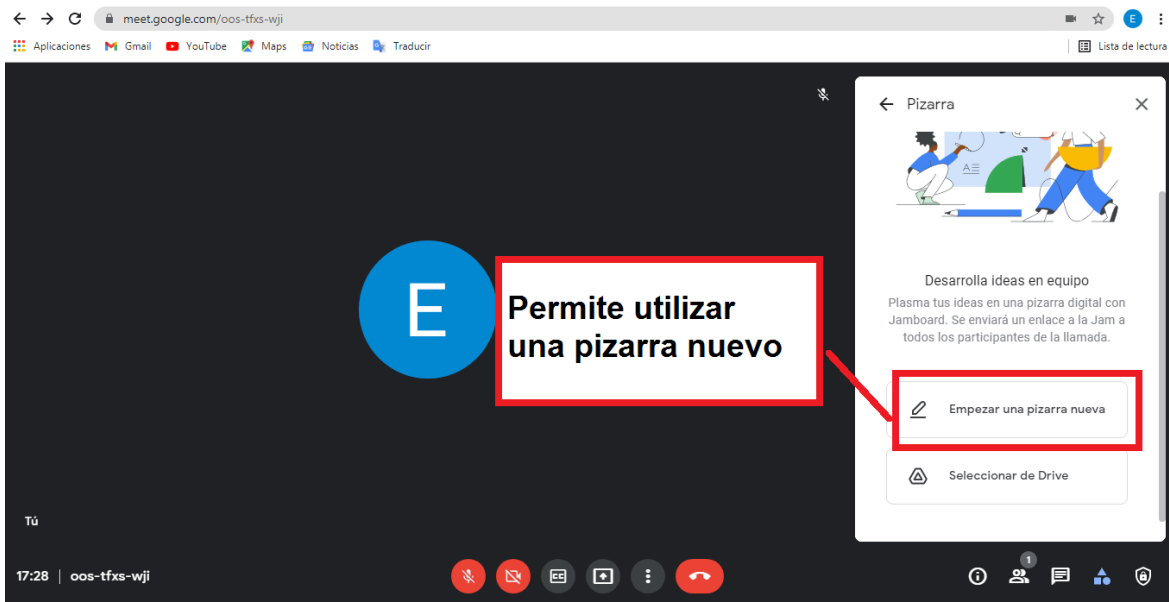 meet.google.com/oos-tfxs-wji
E
Aplicaciones Gmail YouTube Maps Noticias Traducir
Lista de lectura
Pizarra
Desarrolla ideas en equipo
Plasma tus ideas en una pizarra digital con
Jamboard. Se enviará un enlace a la Jam a
todos los participantes de la llamada.
E
Permite utilizar
una pizarra nuevo
Empezar una pizarra nueva
Seleccionar de Drive
Tú
17:28 | oos-tfxs-wji
CC
1